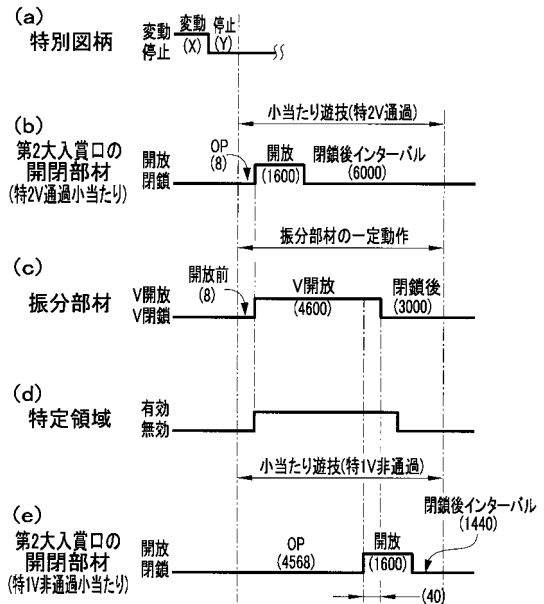 (a)
特別図柄
変動
停止
変動
(X)
停止
(Y)
小当たり遊技(特2V通過)
(b)
第2大入賞口の
開閉部材
(特2V通過小当たり)
開放
閉鎖
OP
(8)
開放
(1600)
閉鎖後インターバル
(6000)
振分部材の一定動作
(c)
振分部材
V開放
V閉鎖
開放前
(8)
V開放
(4600)
閉鎖後
(3000)
(d)
特定領域
有効
無効
小当たり遊技(特1V非通過)
(e)
第2大入賞口の
開閉部材
(特1V非通過小当たり)
開放
閉鎖
OP
(4568)
開放
(1600)
閉鎖後インターバル
(1440)
(40)